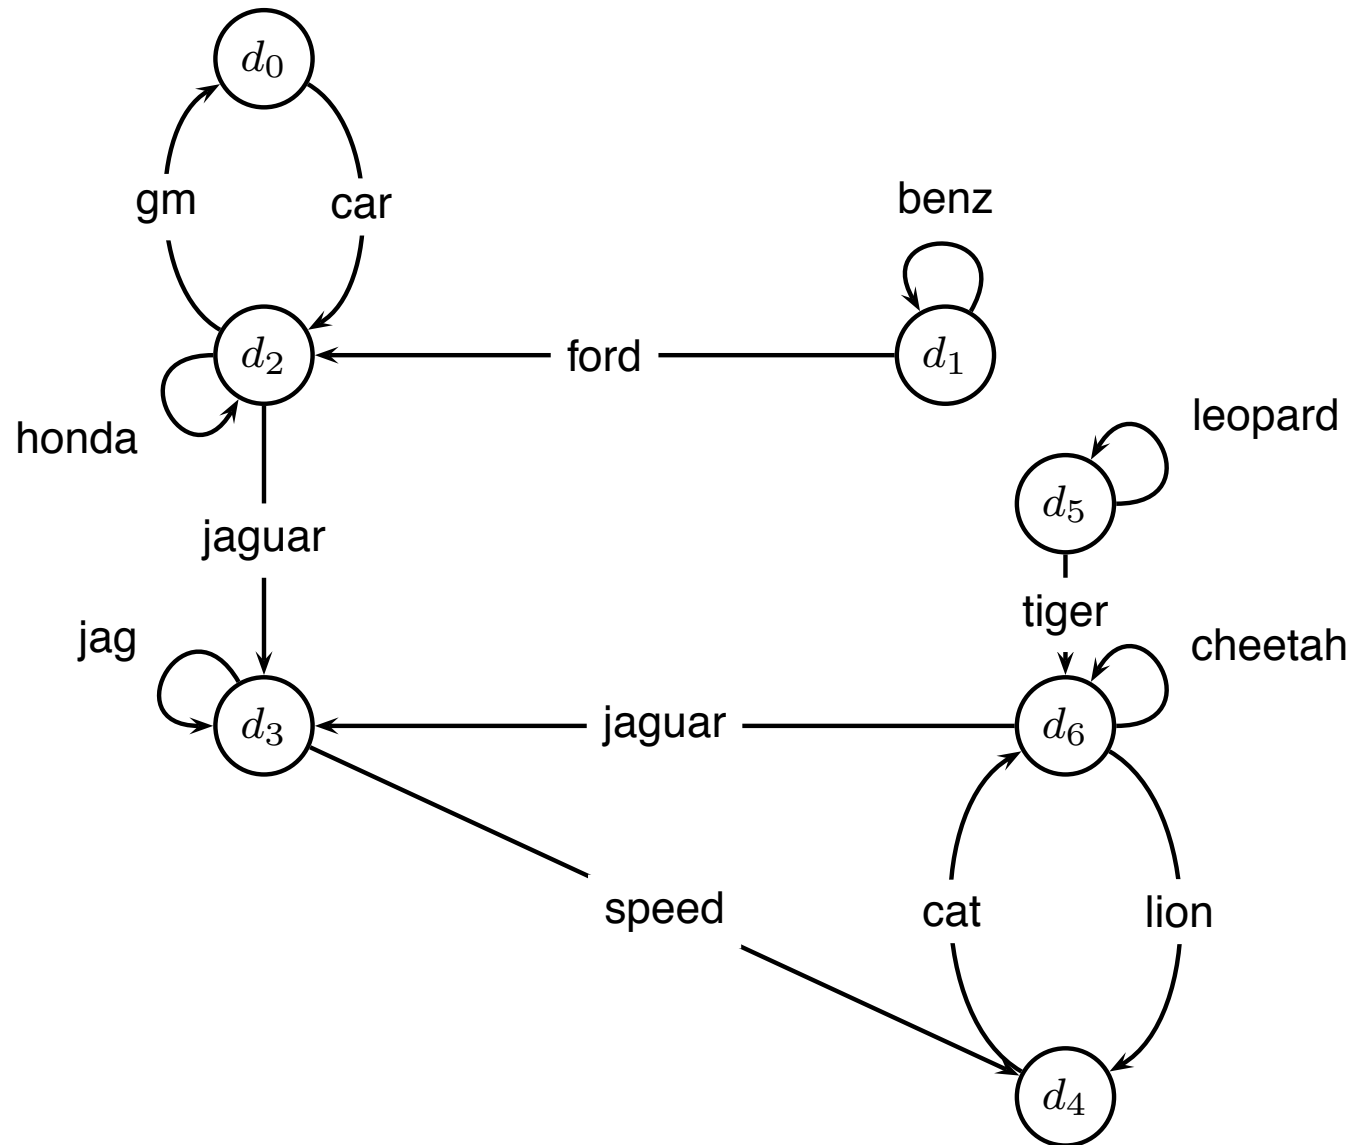 d0
gm
car
benz
d2
ford
d1
honda
leopard
d5
jaguar
tiger
jag
cheetah
d3
jaguar
d6
speed
cat
lion
d4